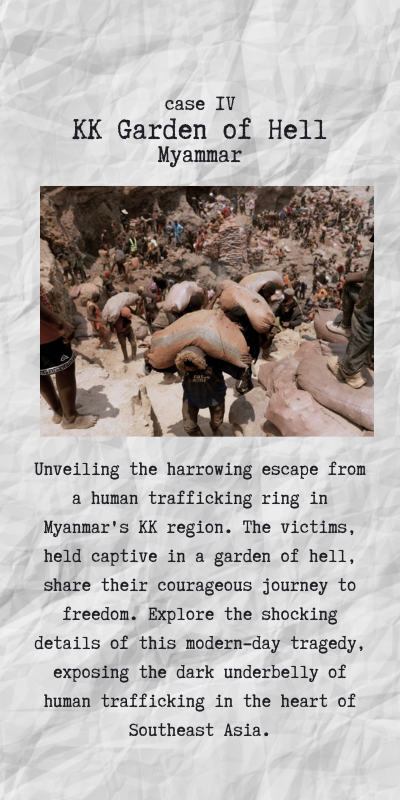 case IV
KK Garden of Hell
Myammar
Unveiling the harrowing escape from
a human trafficking ring in
Myanmar's KK region. The victims,
held captive in a garden of hell,
share their courageous journey to
freedom. Explore the shocking
details of this modern-day tragedy,
exposing the dark underbelly of
human trafficking in the heart of
Southeast Asia.